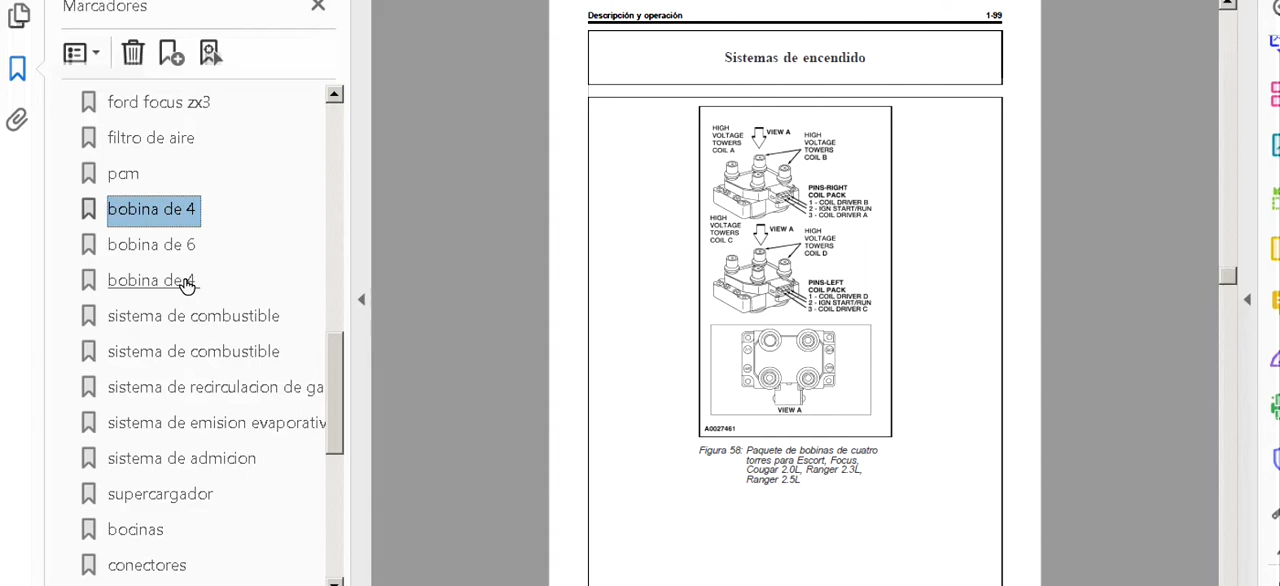 Marcadores
ford focus zx3
filtro de aire
pcm
bobina de 4
bobina de 6
bobina de 4
sistema de combustible
sistema de combustible
sistema de recirculacion de ga
sistema de emision evaporativ
sistema de admicion
supercargador
bocinas
conectores
Descripción y operación 1-99
Sistemas de encendido
HIGH
VOLTAGE
TOWERS
COIL A
VIEW A
HIGH
VOLTAGE
TOWERS
COIL B
PINS-RIGHT
COIL PACK
1 - COIL DRIVER B
2 - IGN START/RUN
3 - COIL DRIVER A
HIGH
VOLTAGE
TOWERS
COIL C
VIEW A
HIGH
VOLTAGE
TOWERS
COIL D
PINS-LEFT
COIL PACK
1 - COIL DRIVER D
2 - IGN START/RUN
3 - COIL DRIVER C
VIEW A
A0027461
Figura 58: Paquete de bobinas de cuatro
torres para Escort, Focus,
Cougar 2.0L, Ranger 2.3L,
Ranger 2.5L